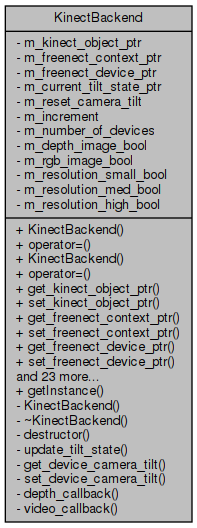 KinectBackend
- m_kinect_object_ptr
- m_freenect_context_ptr
- m_freenect_device_ptr
- m_current_tilt_state_ptr
- m_reset_camera_tilt
- m_increment
- m_number_of_devices
- m_depth_image_bool
- m_rgb_image_bool
- m_resolution_small_bool
- m_resolution_med_bool
- m_resolution_high_bool
+ KinectBackend()
+ operator=()
+ KinectBackend()
+ operator=()
+ get_kinect_object_ptr()
+ set_kinect_object_ptr()
+ get_freenect_context_ptr()
+ set_freenect_context_ptr()
+ get_freenect_device_ptr()
+ set_freenect_device_ptr()
and 23 more...
+ getInstance()
- KinectBackend()
- ~KinectBackend()
- destructor()
- update_tilt_state()
- get_device_camera_tilt()
- set_device_camera_tilt()
- depth_callback()
- video_callback()